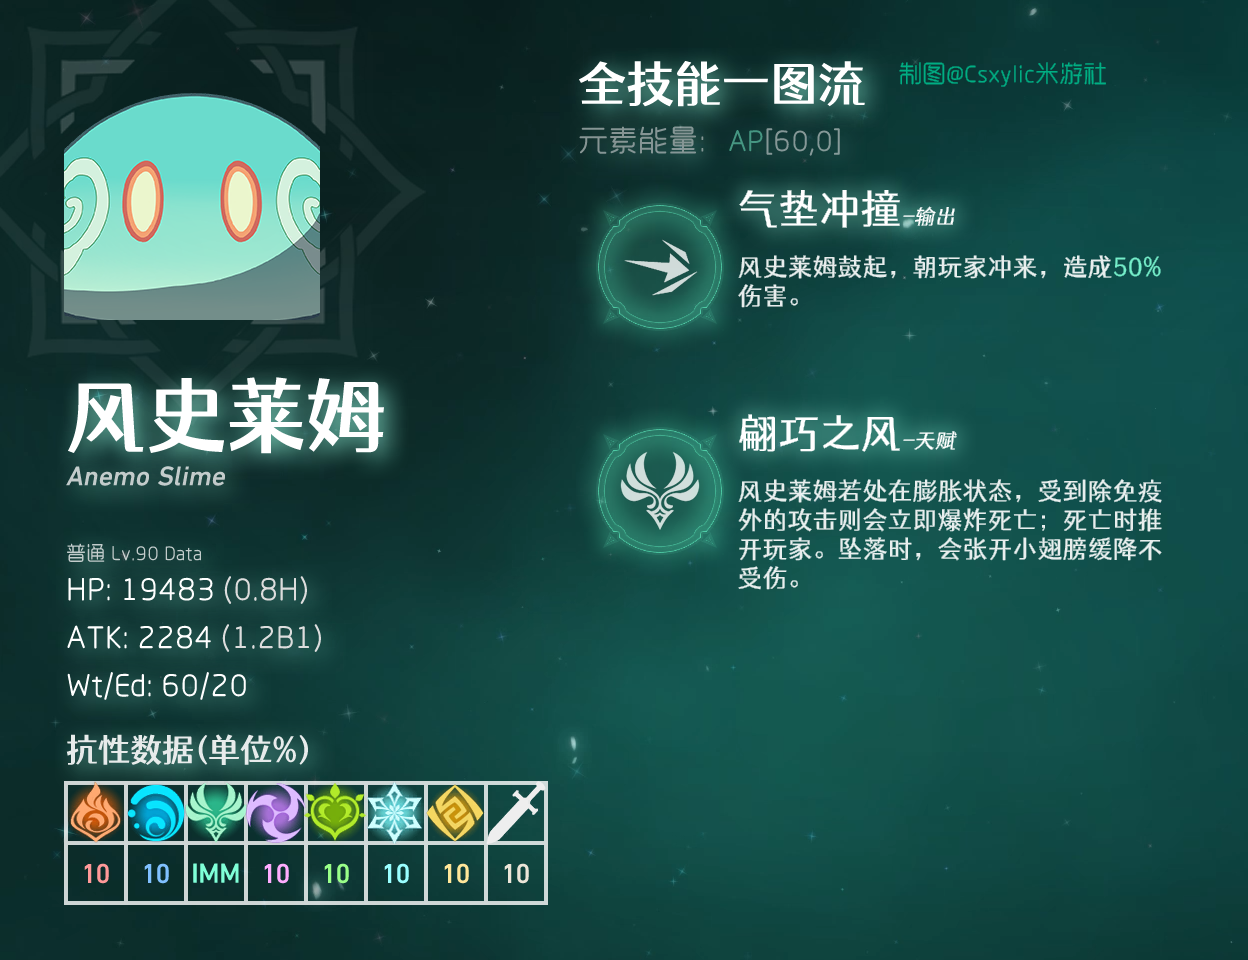 全技能一图流
制图@Csxylic米游社
元素能量： AP[60,0]
气垫冲撞-输出
风史莱姆鼓起，朝玩家冲来，造成50%
伤害。
翩巧之风-天赋
风史莱姆若处在膨胀状态，受到除免疫
外的攻击则会立即爆炸死亡；死亡时推
开玩家。坠落时，会张开小翅膀缓降不
受伤。
风史莱姆
Anemo Slime
普通 Lv.90 Data
HP: 19483 (0.8H)
ATK: 2284 (1.2B1)
Wt/Ed: 60/20
抗性数据(单位%)
10 10 IMM 10 10 10 10 10